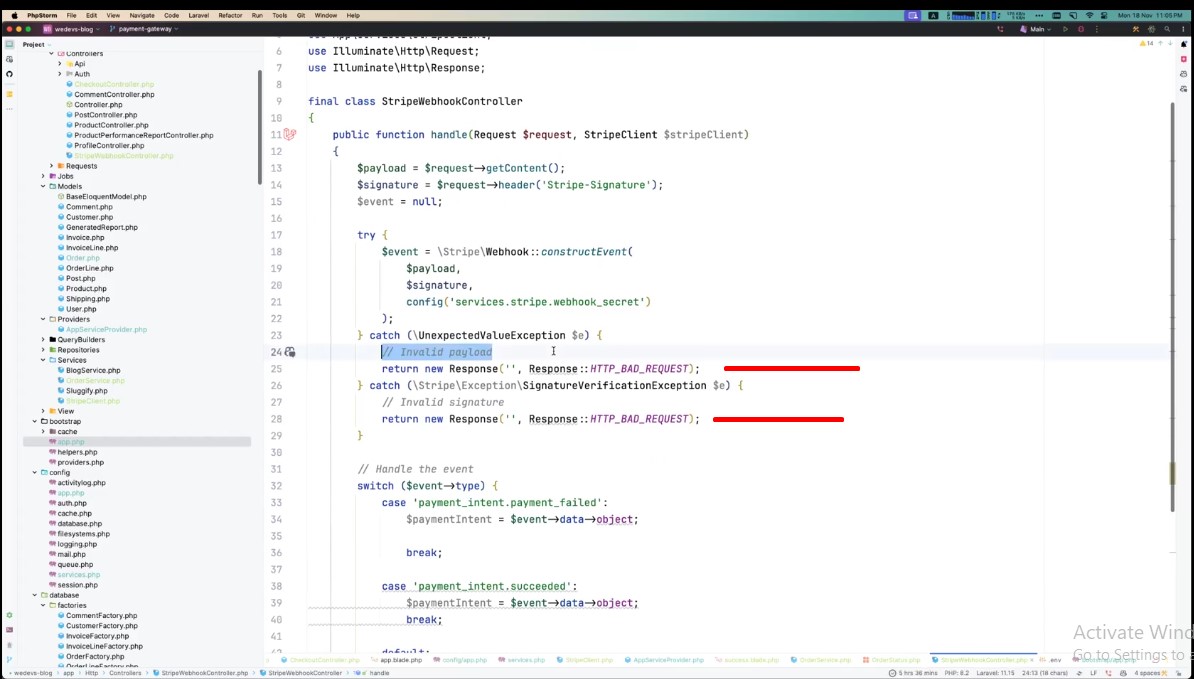 PhpStorm File Edit View Navigate Code Laravel Refactor Run Tools Git Window Help
Mon 18 Nov 11:05 PM
wedevs-blog payment-gateway
Main
Project
Controllers
Api
Auth
CheckoutController.php
CommentController.php
Controller.php
PostController.php
ProductController.php
ProductPerformanceReportController.php
ProfileController.php
StripeWebhookController.php
Requests
Jobs
Models
BaseEloquentModel.php
Comment.php
Customer.php
GeneratedReport.php
Invoice.php
InvoiceLine.php
Order.php
OrderLine.php
Post.php
Product.php
Shipping.php
User.php
Providers
AppServiceProvider.php
QueryBuilders
Repositories
Services
BlogService.php
OrderService.php
Sluggify.php
StripeClient.php
View
bootstrap
cache
app.php
helpers.php
providers.php
config
activitylog.php
app.php
auth.php
cache.php
database.php
filesystems.php
logging.php
mail.php
queue.php
services.php
session.php
database
factories
CommentFactory.php
CustomerFactory.php
InvoiceFactory.php
InvoiceLineFactory.php
OrderFactory.php
OrderLineFactory.php
14
6 use Illuminate\Http\Request;
7 use Illuminate\Http\Response;
8
9 final class StripeWebhookController
10 {
11 public function handle(Request $request, StripeClient $stripeClient)
12 {
13 $payload = $request->getContent();
14 $signature = $request->header('Stripe-Signature');
15 $event = null;
16
17 try {
18 $event = \Stripe\Webhook::constructEvent(
19 $payload,
20 $signature,
21 config('services.stripe.webhook_secret')
22 );
23 } catch (\UnexpectedValueException $e) {
24 // Invalid payload
25 return new Response('', Response::HTTP_BAD_REQUEST);
26 } catch (\Stripe\Exception\SignatureVerificationException $e) {
27 // Invalid signature
28 return new Response('', Response::HTTP_BAD_REQUEST);
29 }
30
31 // Handle the event
32 switch ($event->type) {
33 case 'payment_intent.payment_failed':
34 $paymentIntent = $event->data->object;
35
36 break;
37
38 case 'payment_intent.succeeded':
39 $paymentIntent = $event->data->object;
40 break;
41
default:
Activate Wind
Go to Settings to a
CheckoutController.php app.blade.php config/app.php services.php StripeClient.php AppServiceProvider.php success.blade.php OrderService.php OrderStatus.php StripeWebhookController.php .env
wedevs-blog app Http Controllers StripeWebhookController.php StripeWebhookController handle
5 hrs 36 mins PHP: 8.2 Laravel: 11.15 24:13 (18 chars) LF 4 spaces